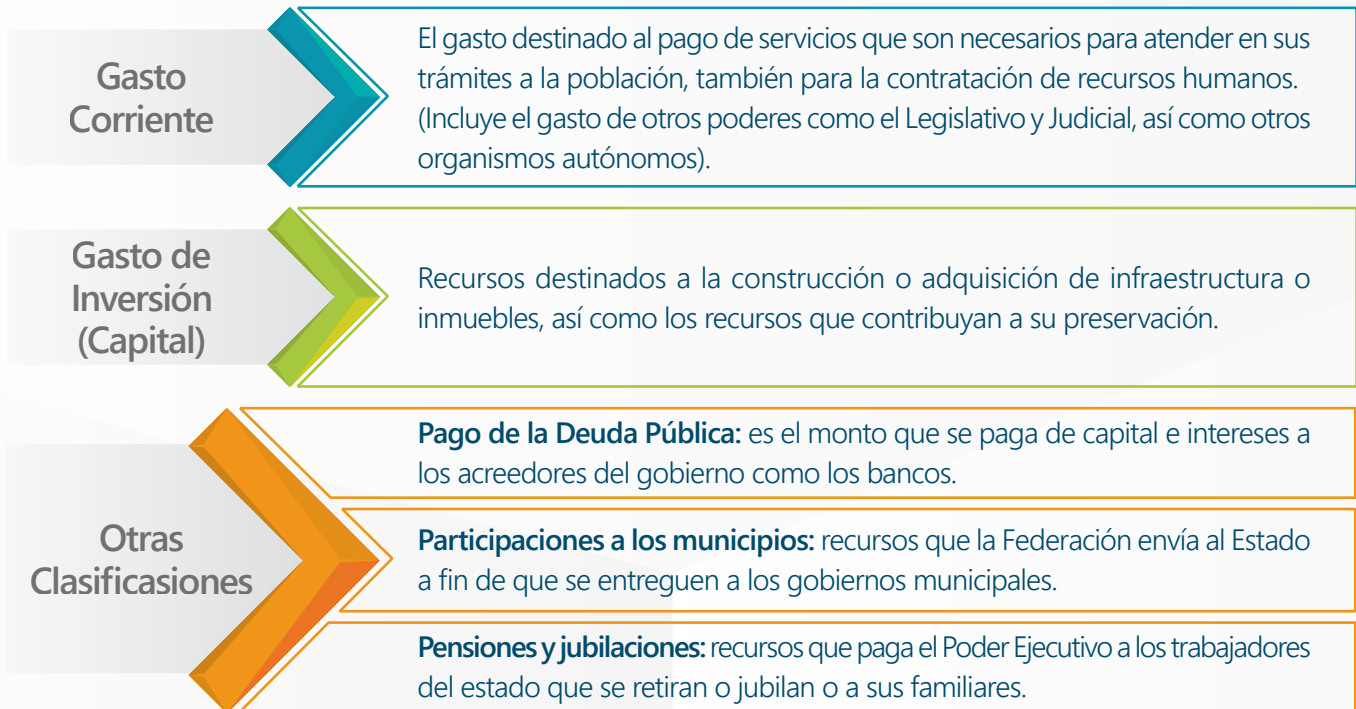 Gasto
Corriente
El gasto destinado al pago de servicios que son necesarios para atender en sus
trámites a la población, también para la contratación de recursos humanos.
(Incluye el gasto de otros poderes como el Legislativo y Judicial, así como otros
organismos autónomos).
Gasto de
Inversión
(Capital)
Recursos destinados a la construcción o adquisición de infraestructura o
inmuebles, así como los recursos que contribuyan a su preservación.
Otras
Clasificasiones
Pago de la Deuda Pública: es el monto que se paga de capital e intereses a
los acreedores del gobierno como los bancos.
Participaciones a los municipios: recursos que la Federación envía al Estado
a fin de que se entreguen a los gobiernos municipales.
Pensiones y jubilaciones: recursos que paga el Poder Ejecutivo a los trabajadores
del estado que se retiran o jubilan o a sus familiares.